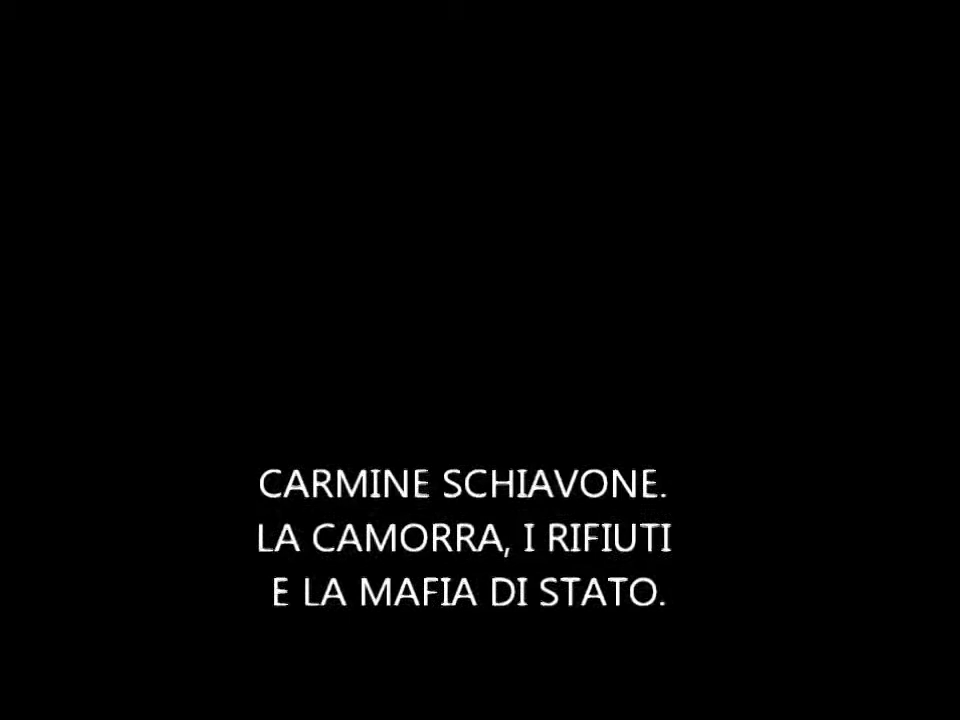 CARMINE SCHIAVONE.
LA CAMORRA, I RIFIUTI
E LA MAFIA DI STATO.